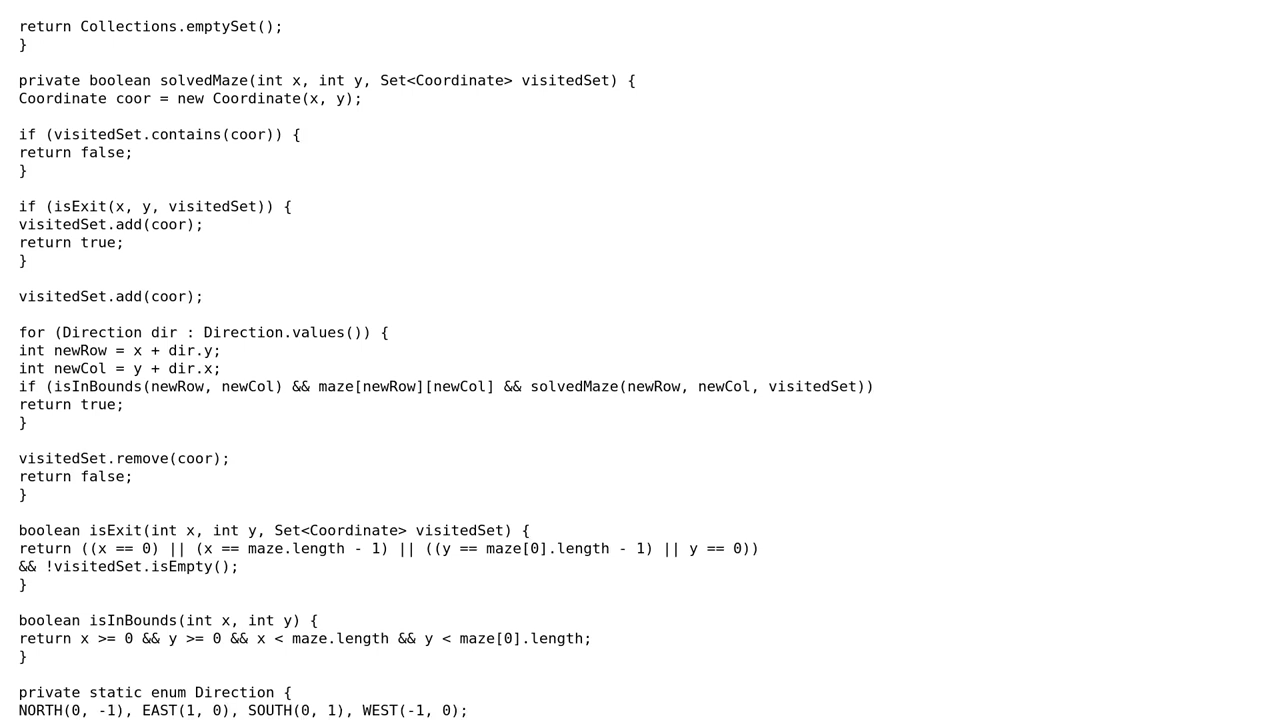 return Collections.emptySet();
}
private boolean solvedMaze(int x, int y, Set<Coordinate> visitedSet) {
Coordinate coor = new Coordinate(x, y);
if (visitedSet.contains(coor)) {
return false;
}
if (isExit(x, y, visitedSet)) {
visitedSet.add(coor);
return true;
}
visitedSet.add(coor);
for (Direction dir : Direction.values()) {
int newRow = x + dir.y;
int newCol = y + dir.x;
if (isInBounds(newRow, newCol) && maze[newRow][newCol] && solvedMaze(newRow, newCol, visitedSet))
return true;
}
visitedSet.remove(coor);
return false;
}
boolean isExit(int x, int y, Set<Coordinate> visitedSet) {
return ((x == 0) || (x == maze.length - 1) || ((y == maze[0].length - 1) || y == 0))
&& !visitedSet.isEmpty();
}
boolean isInBounds(int x, int y) {
return x >= 0 && y >= 0 && x < maze.length && y < maze[0].length;
}
private static enum Direction {
NORTH(0, -1), EAST(1, 0), SOUTH(0, 1), WEST(-1, 0);